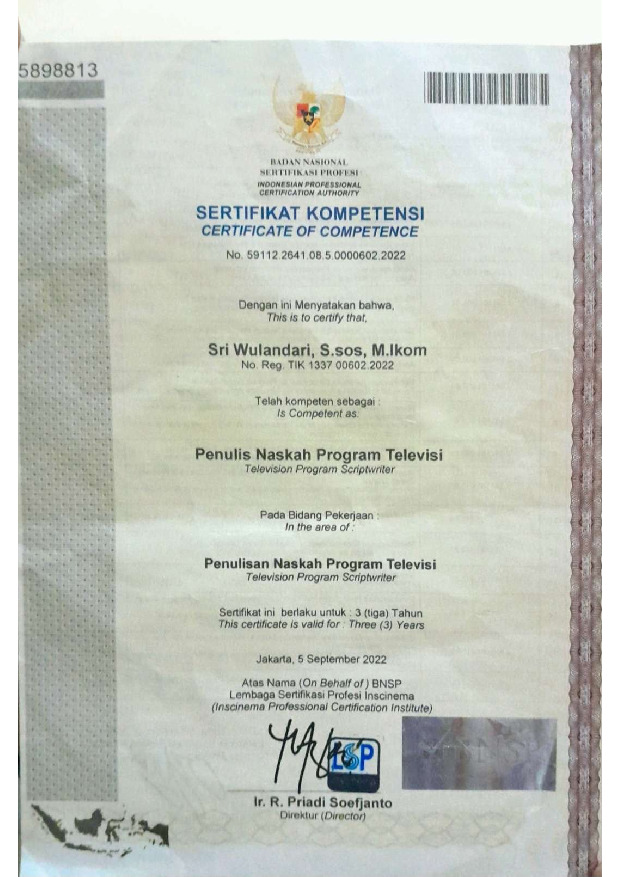 5898813
BADAN NASIONAL
SERTIFIKASI PROFESI
INDONESIAN PROFESSIONAL
CERTIFICATION AUTHORITY
SERTIFIKAT KOMPETENSI
CERTIFICATE OF COMPETENCE
No. 59112.2641.08.5.0000602.2022
Dengan ini Menyatakan bahwa,
This is to certify that,
Sri Wulandari, S.sos, M.Ikom
No. Reg. TIK 1337 00602.2022
Telah kompeten sebagai :
Is Competent as:
Penulis Naskah Program Televisi
Television Program Scriptwriter
Pada Bidang Pekerjaan :
In the area of :
Penulisan Naskah Program Televisi
Television Program Scriptwriter
Sertifikat ini berlaku untuk : 3 (tiga) Tahun
This certificate is valid for : Three (3) Years
Jakarta, 5 September 2022
Atas Nama (On Behalf of ) BNSP
Lembaga Sertifikasi Profesi Inscinema
(Inscinema Professional Certification Institute)
LSP
Ir. R. Priadi Soefjanto
Direktur (Director)